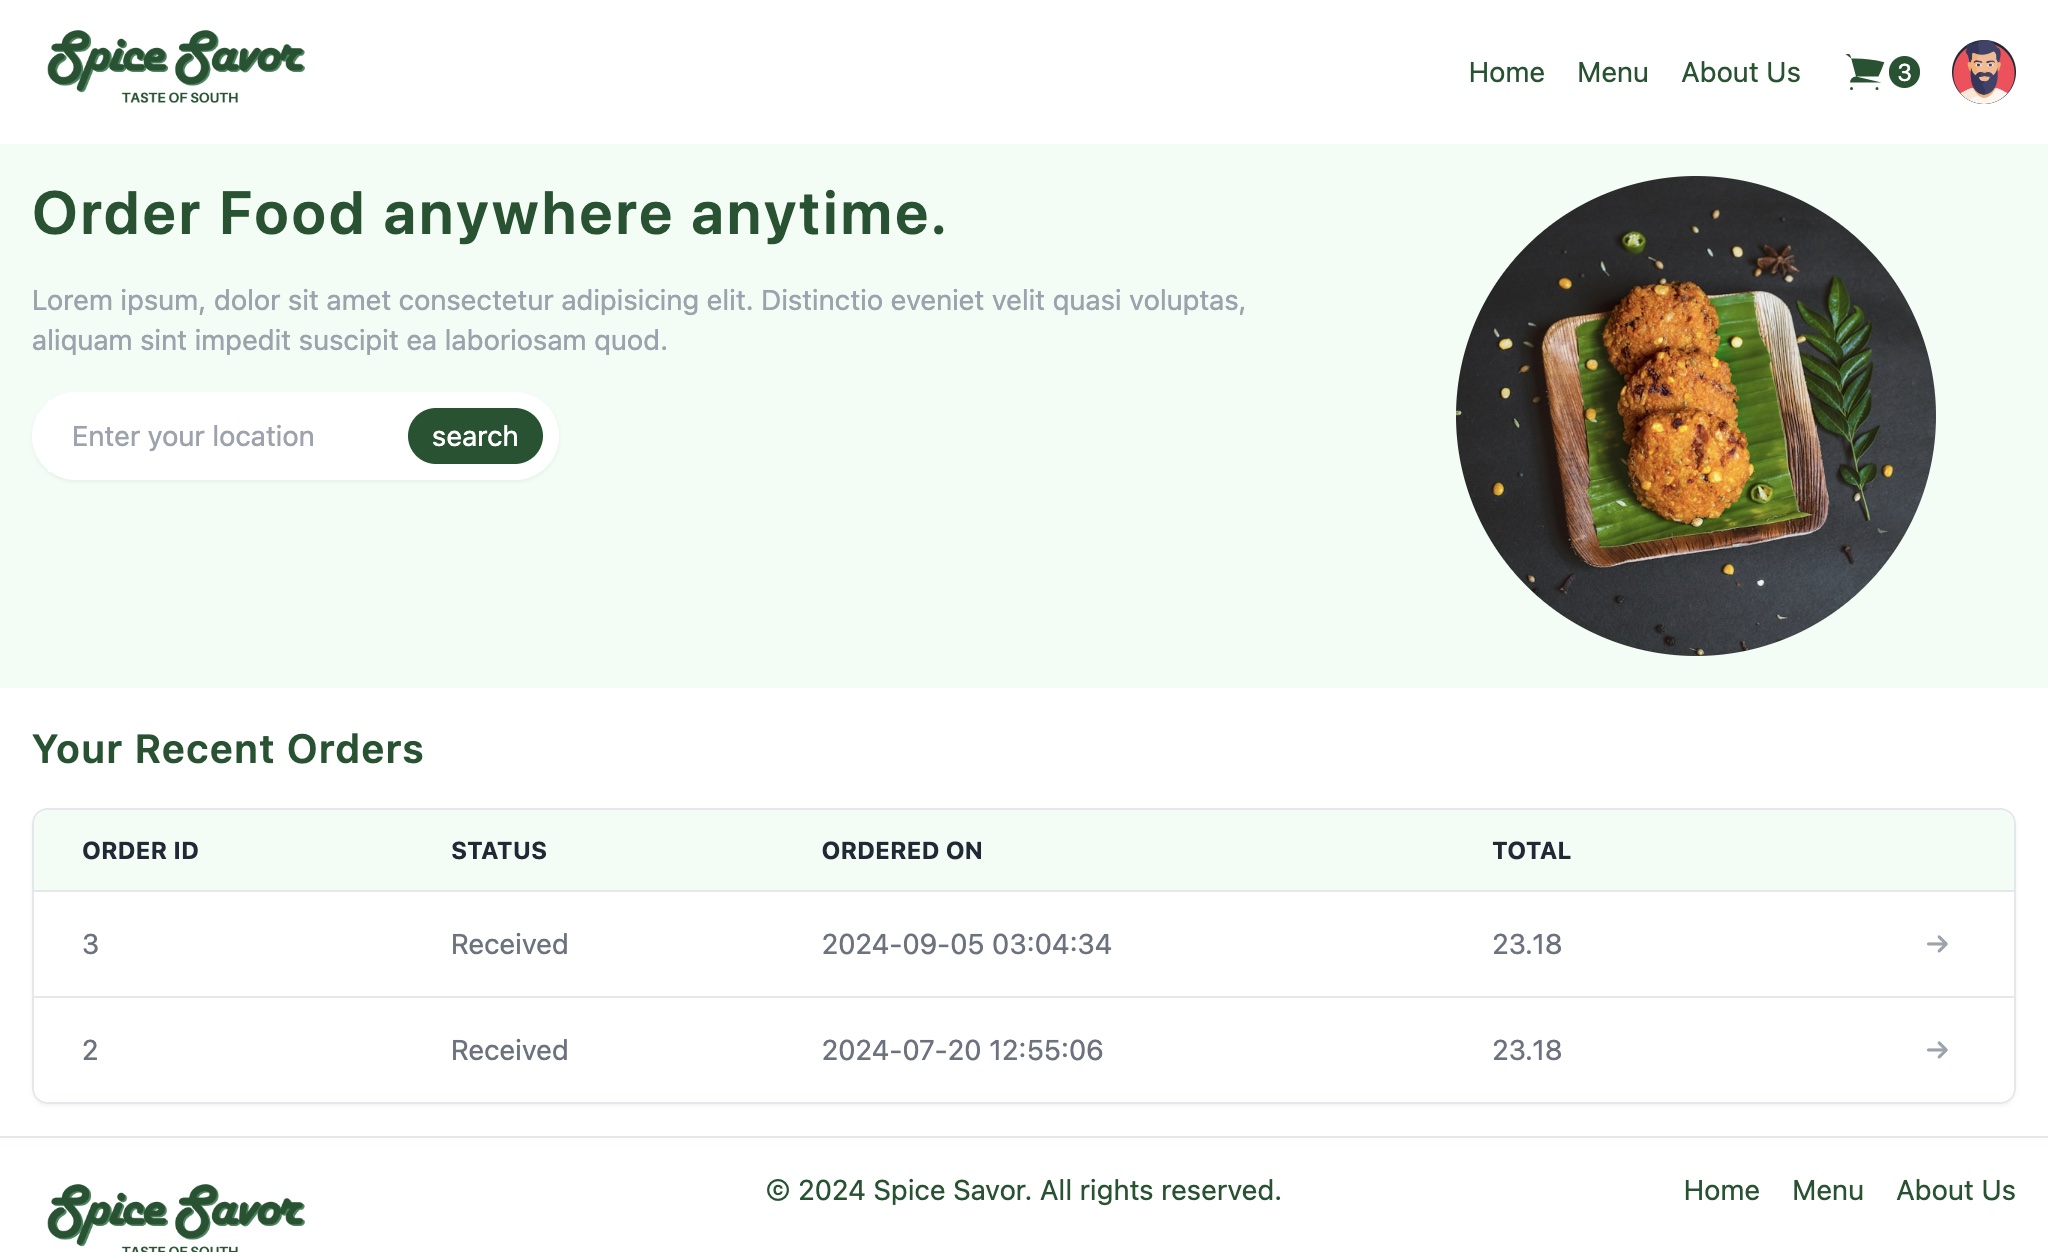 Spice Savor
TASTE OF SOUTH
Home Menu About Us 3
Order Food anywhere anytime.
Lorem ipsum, dolor sit amet consectetur adipisicing elit. Distinctio eveniet velit quasi voluptas,
aliquam sint impedit suscipit ea laboriosam quod.
Enter your location search
Your Recent Orders
ORDER ID STATUS ORDERED ON TOTAL
3 Received 2024-09-05 03:04:34 23.18 →
2 Received 2024-07-20 12:55:06 23.18 →
Spice Savor
TASTE OF SOUTH
© 2024 Spice Savor. All rights reserved.
Home Menu About Us